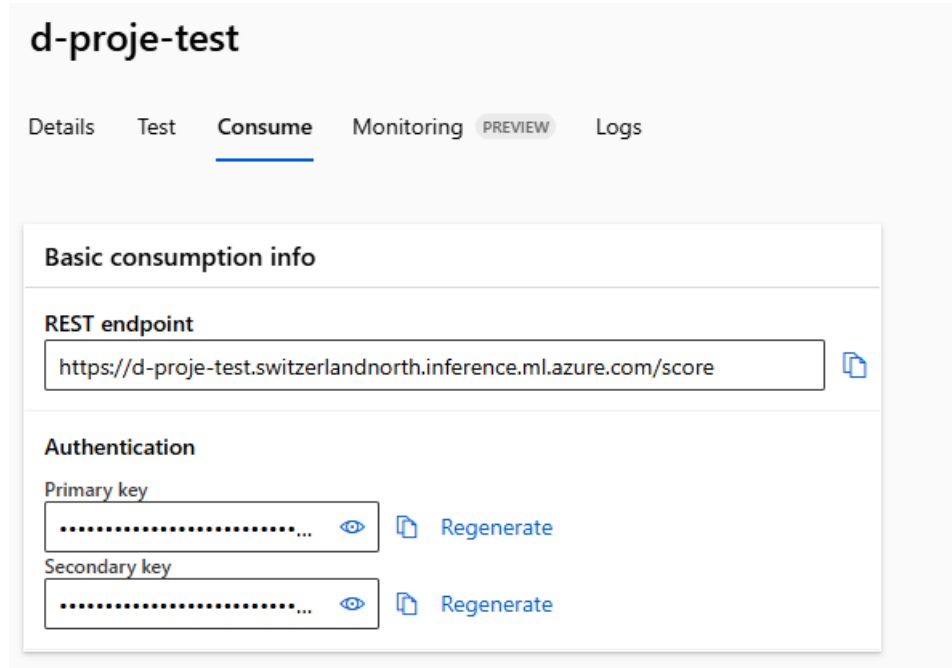 d-proje-test
Details Test Consume Monitoring PREVIEW Logs
Basic consumption info
REST endpoint
https://d-proje-test.switzerlandnorth.inference.ml.azure.com/score
Authentication
Primary key
••••••••••••••••••••••••••... Regenerate
Secondary key
••••••••••••••••••••••••••... Regenerate